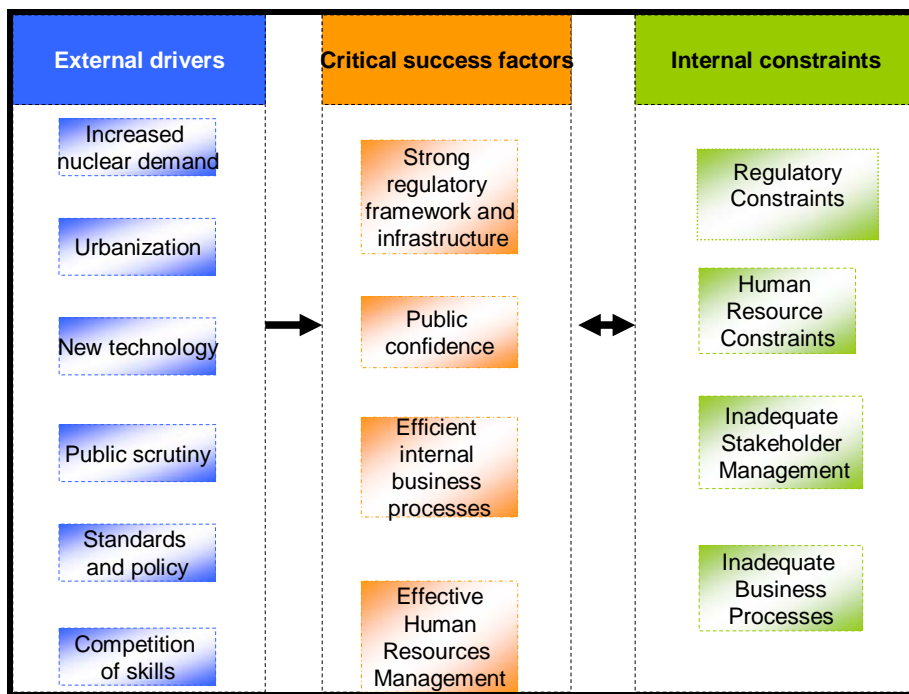 External drivers
Increased
nuclear demand
Urbanization
New technology
Public scrutiny
Standards
and policy
Competition
of skills
Critical success factors
Strong
regulatory
framework and
infrastructure
Public
confidence
Efficient
internal
business
processes
Effective
Human
Resources
Management
Internal constraints
Regulatory
Constraints
Human
Resource
Constraints
Inadequate
Stakeholder
Management
Inadequate
Business
Processes